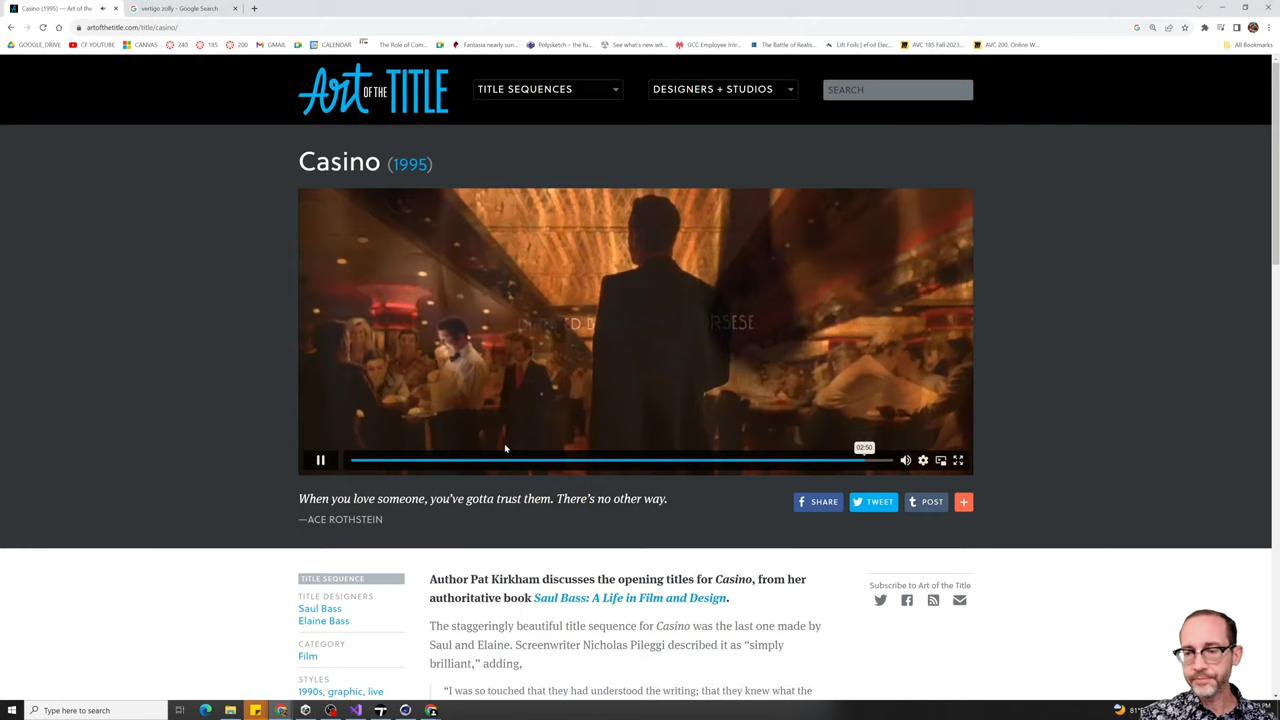 Casino (1995) — Art of th
vertigo zolly - Google Search
artofthetitle.com/title/casino/
GOOGLE_DRIVE
CF YOUTUBE
CANVAS
240
185
200
GMAIL
CALENDAR
The Role of Com...
Fantasia nearly sun...
Polysketch – the fu...
See what's new wit...
GCC Employee Intr...
The Battle of Realis...
Lift Foils | eFoil Elec...
AVC 185 Fall 2023,...
AVC 200, Online W...
All Bookmarks
Art OF THE TITLE
TITLE SEQUENCES
DESIGNERS + STUDIOS
SEARCH
Casino (1995)
02:50
When you love someone, you've gotta trust them. There's no other way.
—ACE ROTHSTEIN
SHARE
TWEET
POST
TITLE SEQUENCE
TITLE DESIGNERS
Saul Bass
Elaine Bass
CATEGORY
Film
STYLES
1990s, graphic, live
Author Pat Kirkham discusses the opening titles for Casino, from her
authoritative book Saul Bass: A Life in Film and Design.
The staggeringly beautiful title sequence for Casino was the last one made by
Saul and Elaine. Screenwriter Nicholas Pileggi described it as “simply
brilliant,” adding,
“I was so touched that they had understood the writing; that they knew what the
Subscribe to Art of the Title
Type here to search
81°
PM